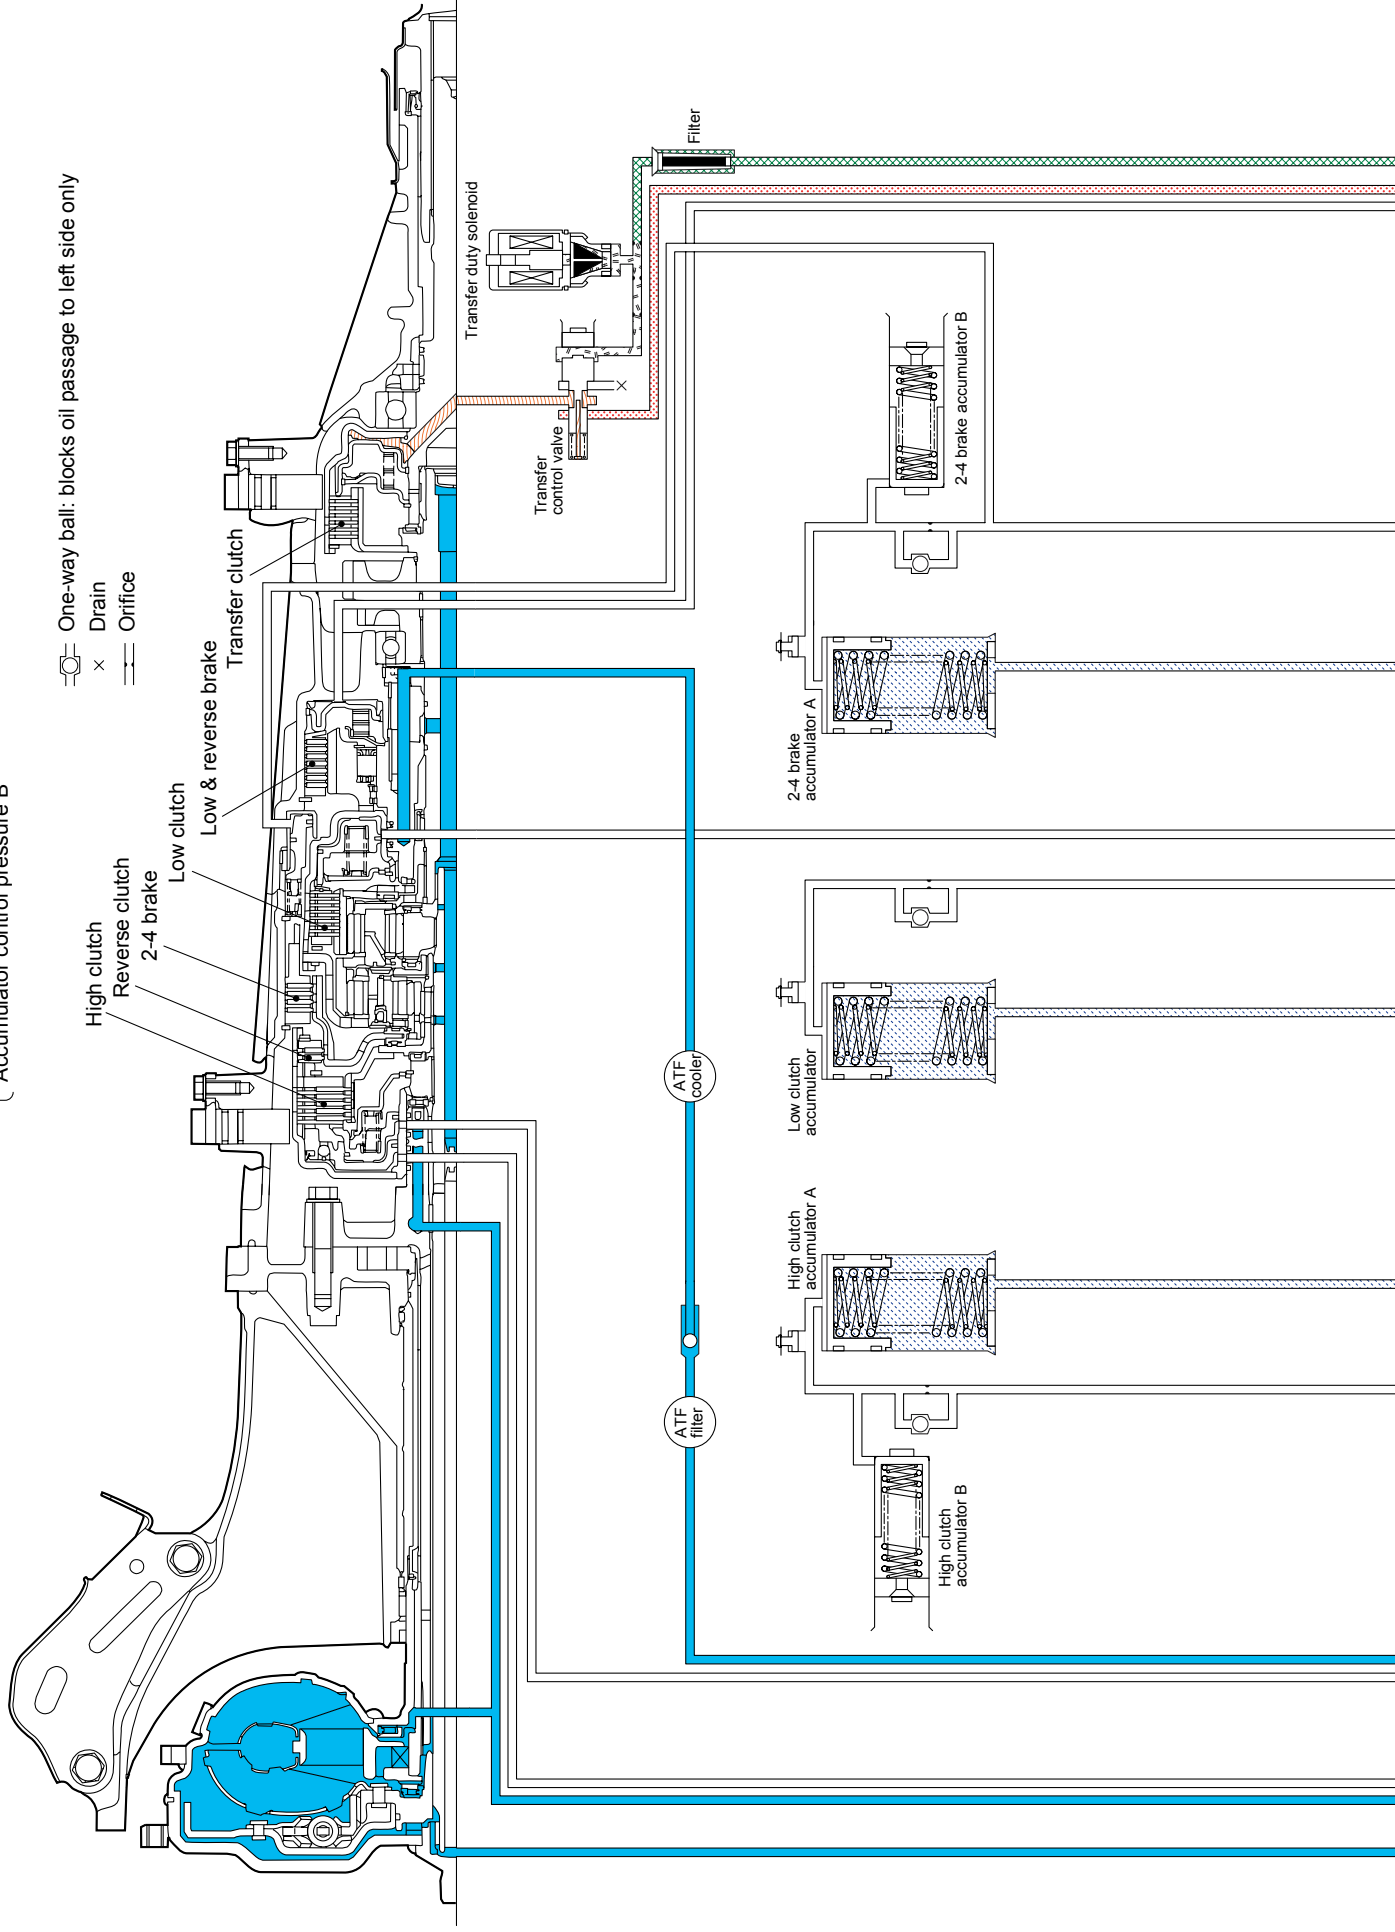 Accumulator control pressure B
One-way ball: blocks oil passage to left side only
Drain
Orifice
High clutch
Reverse clutch
2-4 brake
Low clutch
Low & reverse brake
Transfer clutch
Transfer duty solenoid
Filter
Transfer
control valve
2-4 brake accumulator B
2-4 brake
accumulator A
Low clutch
accumulator
High clutch
accumulator A
High clutch
accumulator B
ATF
cooler
ATF
filter